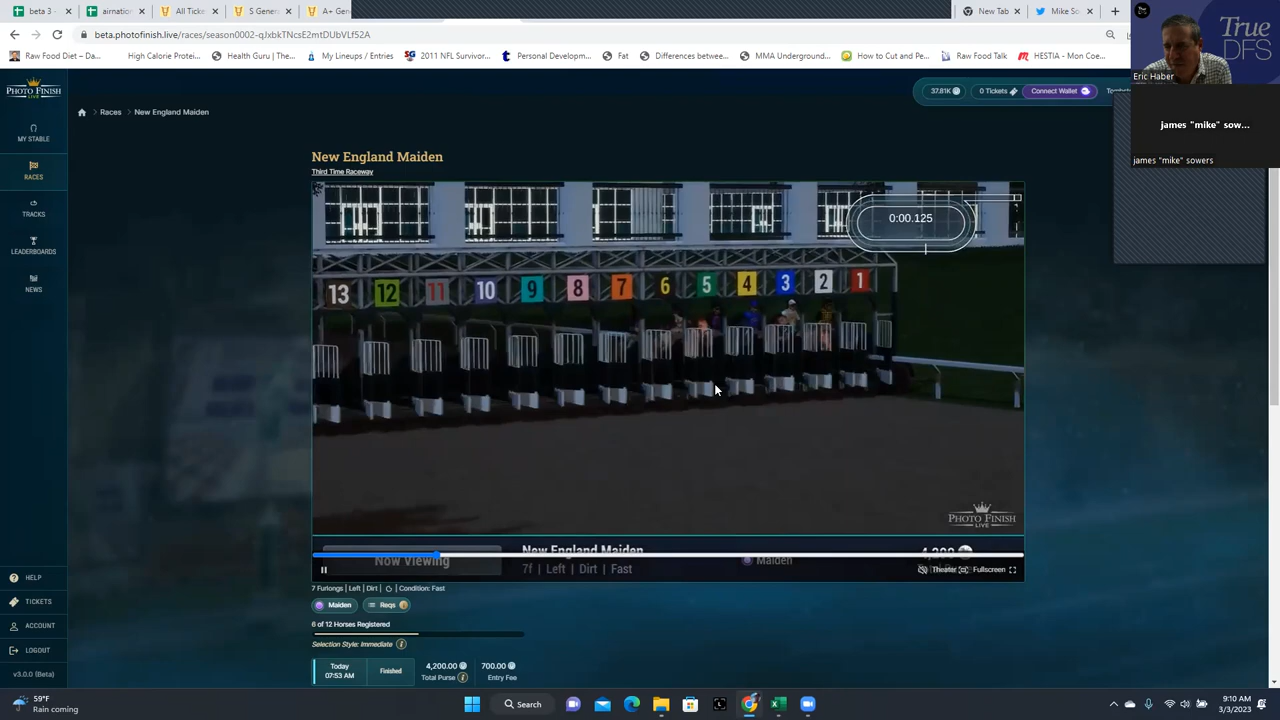 beta 3 -
airnation
All Ticke
S Generic
A+ Gen
New Tab
Mike So
beta.photofinish.live/races/season0002-qJxbkTNcsE2mtDUbVLf52A
Raw Food Diet – Da...
High Calorie Protei...
Health Guru | The...
My Lineups / Entries
2011 NFL Survivor...
Personal Developm...
Fat
Differences betwee...
MMA Underground...
How to Cut and Pe...
Raw Food Talk
HESTIA - Mon Coe...
True
DFS
Eric Haber
james "mike" sow...
james "mike" sowers
PHOTO FINISH
LIVE
37.81K
0 Tickets
Connect Wallet
Races > New England Maiden
MY STABLE
RACES
TRACKS
LEADERBOARDS
NEWS
New England Maiden
Third Time Raceway
0:00.125
13 12 11 10 9 8 7 6 5 4 3 2 1
PHOTO FINISH
LIVE
Now Viewing
New England Maiden
7f | Left | Dirt | Fast
Maiden
4,200
Theater
Fullscreen
7 Furlongs | Left | Dirt | Condition: Fast
Maiden
Reqs
6 of 12 Horses Registered
Selection Style: Immediate
Today
07:53 AM
Finished
4,200.00
Total Purse
700.00
Entry Fee
HELP
TICKETS
ACCOUNT
LOGOUT
v3.0.0 (Beta)
59°F
Rain coming
Search
9:10 AM
3/3/2023